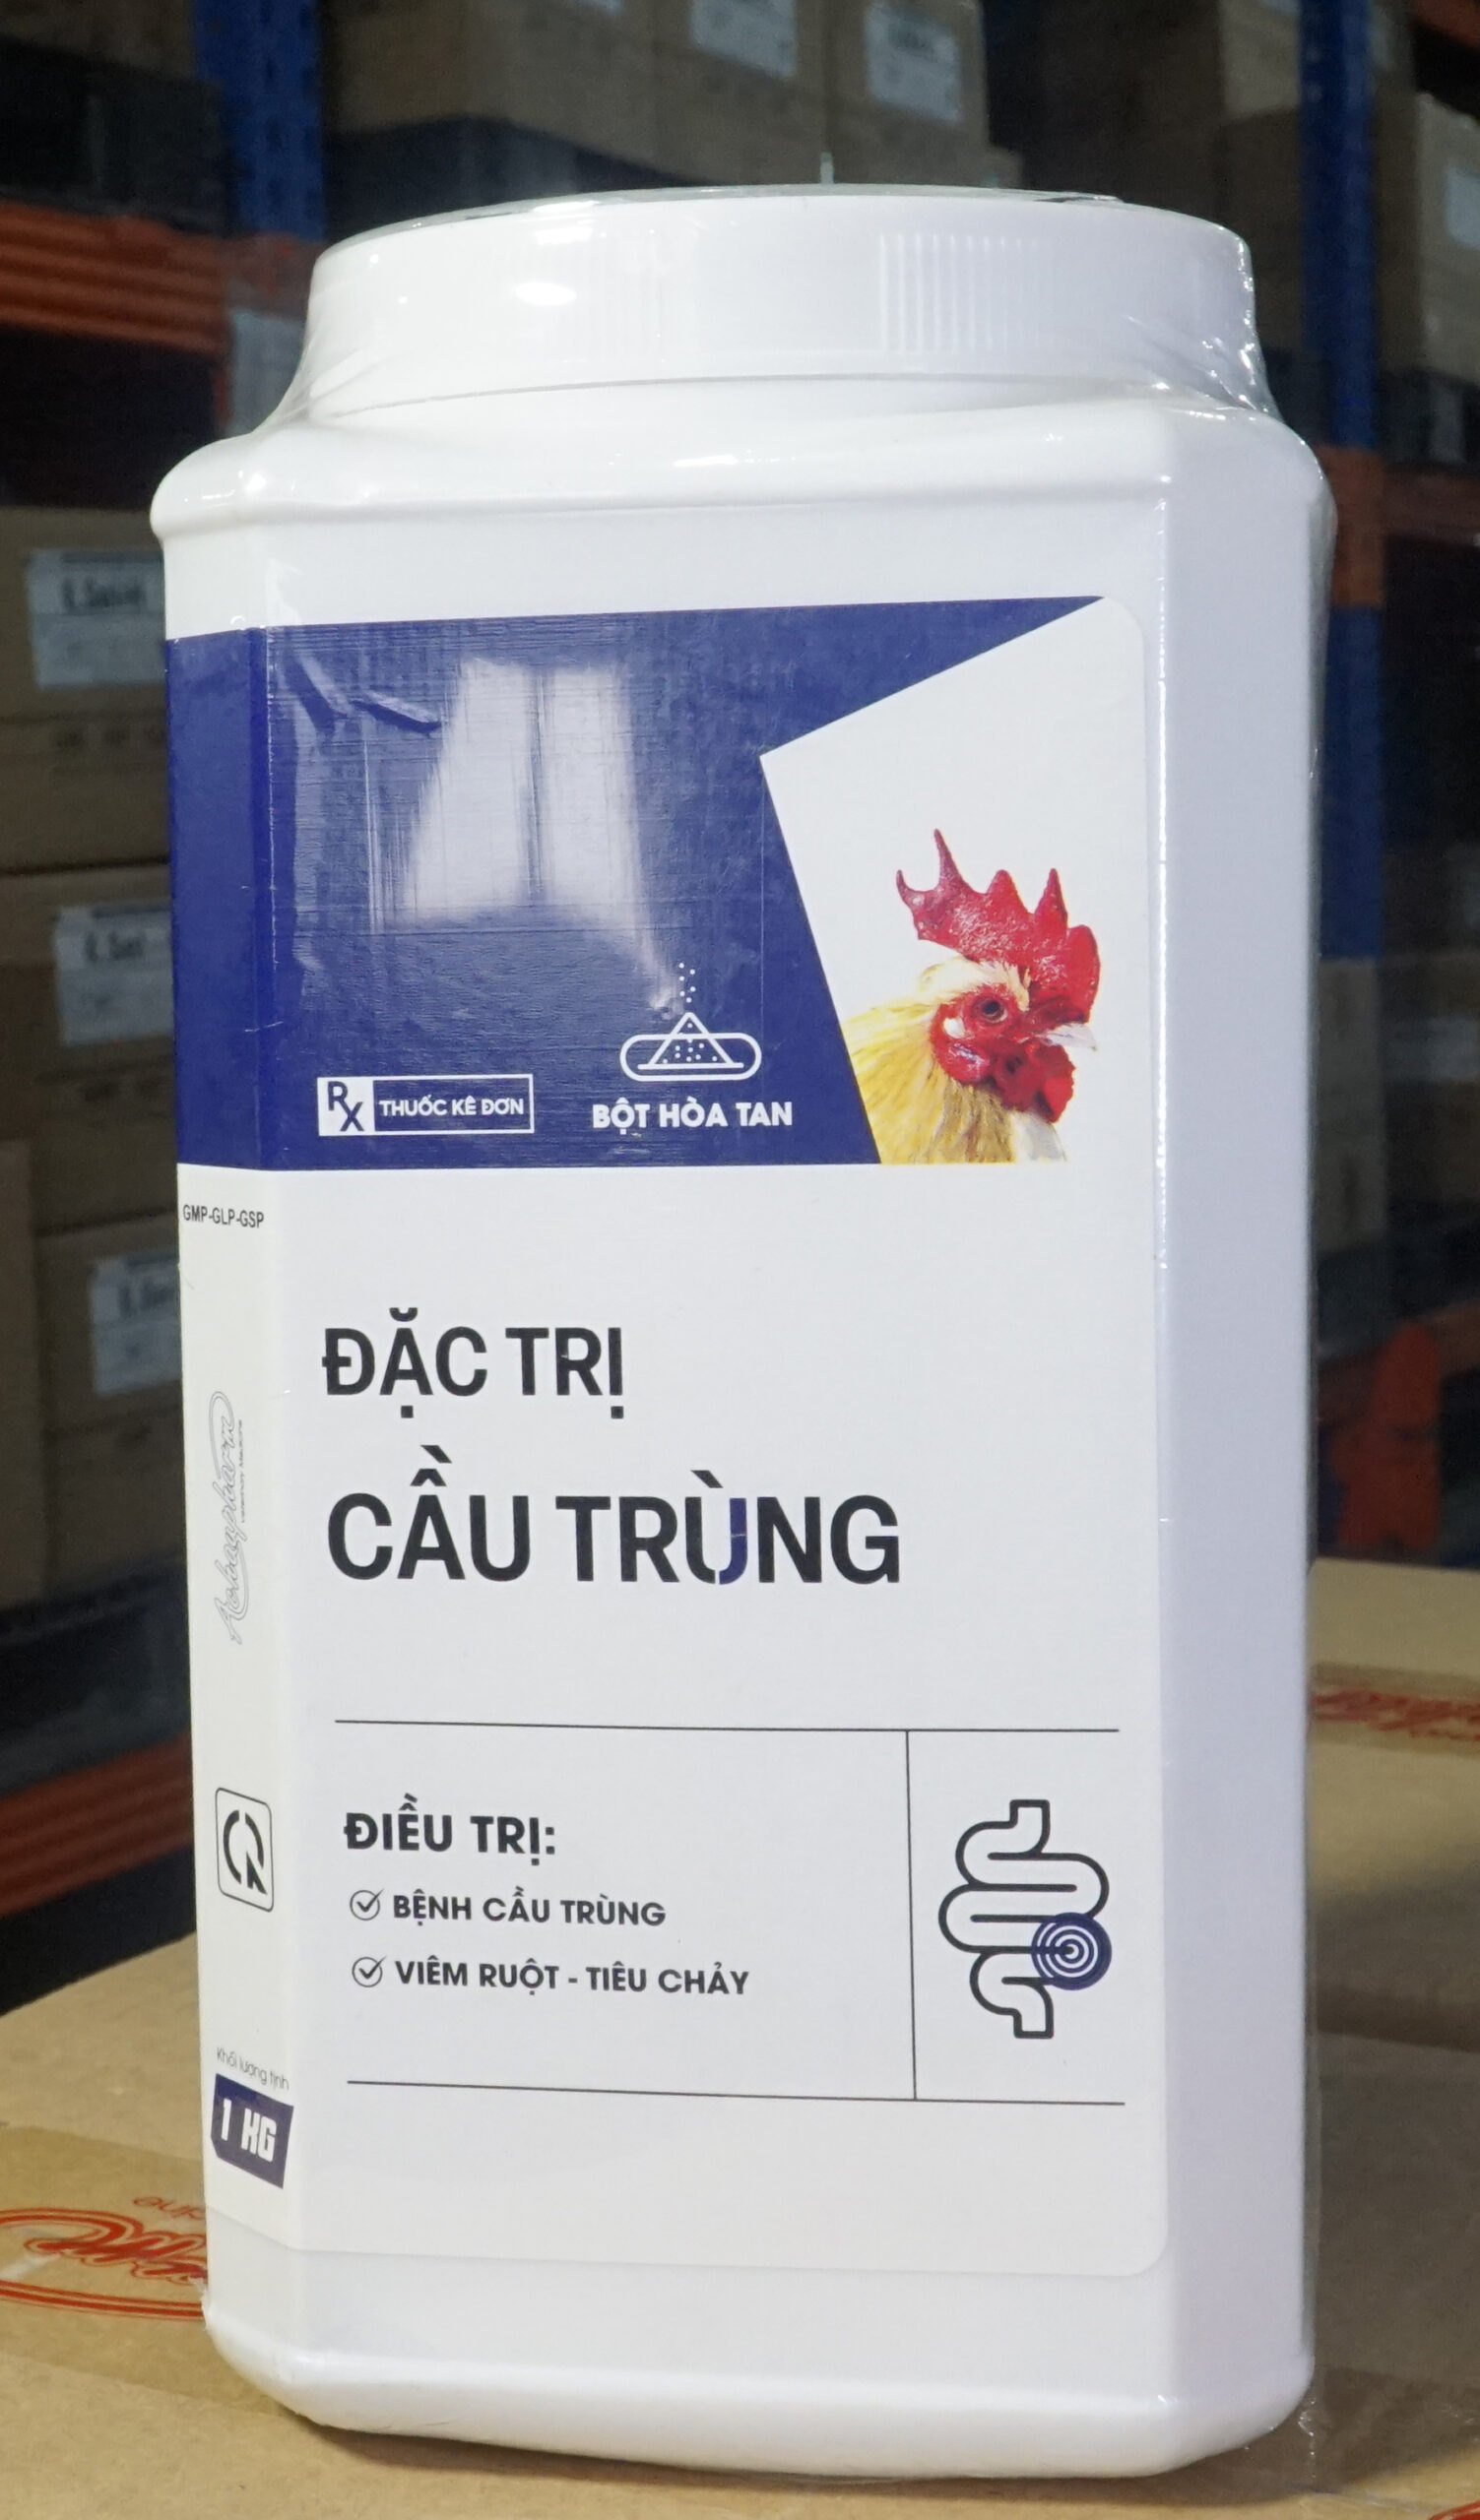 Rx THUỐC KÊ ĐƠN
BỘT HÒA TAN
GMP-GLP-GSP
ĐẶC TRỊ
CẦU TRÙNG
ĐIỀU TRỊ:
BỆNH CẦU TRÙNG
VIÊM RUỘT - TIÊU CHẢY
Khối lượng tịnh
1 KG